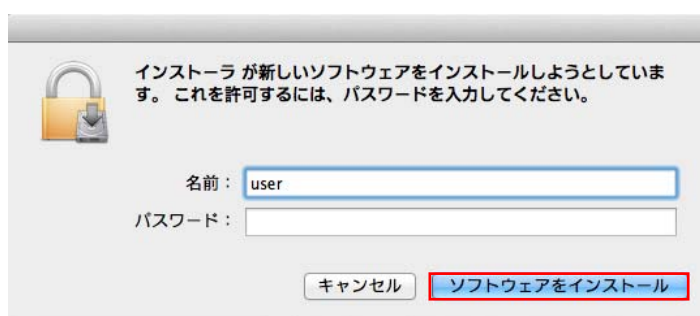 インストーラ が新しいソフトウェアをインストールしようとしていま
す。 これを許可するには、パスワードを入力してください。
名前： user
パスワード：
キャンセル ソフトウェアをインストール